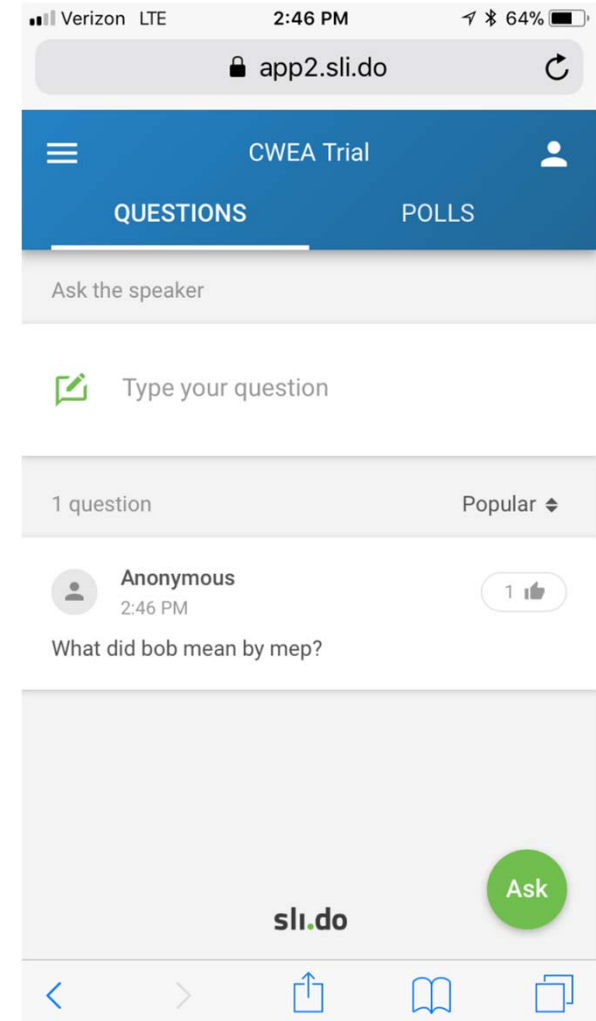 Verizon LTE 2:46 PM 64%
app2.sli.do
CWEA Trial
QUESTIONS POLLS
Ask the speaker
Type your question
1 question Popular
Anonymous
2:46 PM 1
What did bob mean by mep?
Ask
sli.do